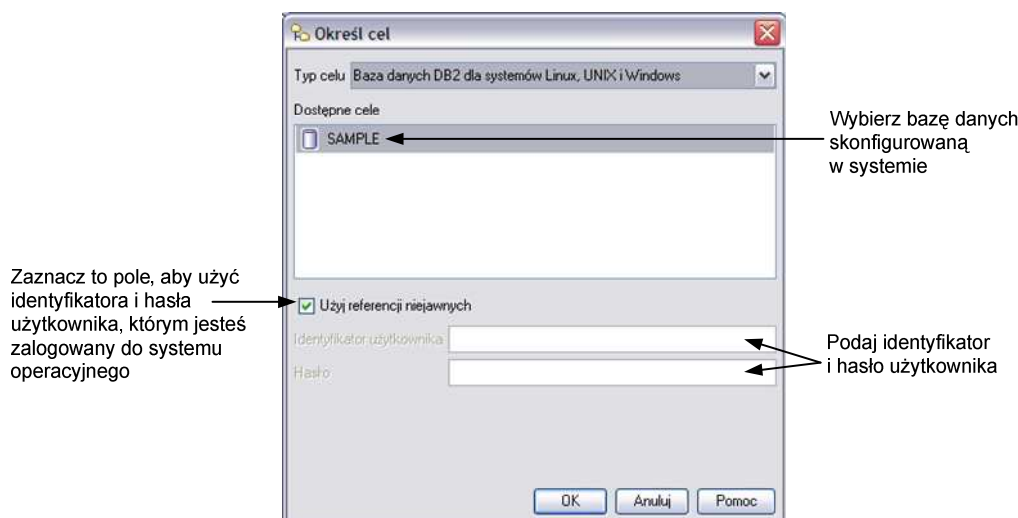 Określ cel
Typ celu Baza danych DB2 dla systemów Linux, UNIX i Windows
Dostępne cele
SAMPLE
Wybierz bazę danych
skonfigurowaną
w systemie
Zaznacz to pole, aby użyć
identyfikatora i hasła
użytkownika, którym jesteś
zalogowany do systemu
operacyjnego
Użyj referencji niejawnych
Identyfikator użytkownika
Hasło
Podaj identyfikator
i hasło użytkownika
OK Anuluj Pomoc